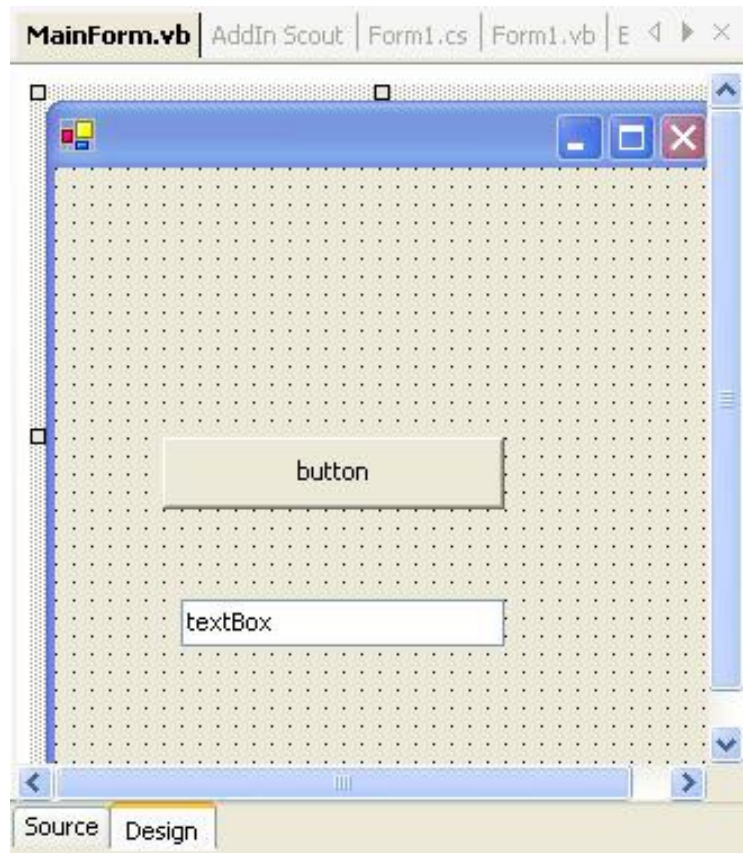 MainForm.vb AddIn Scout Form1.cs Form1.vb E
button
textBox
Source Design